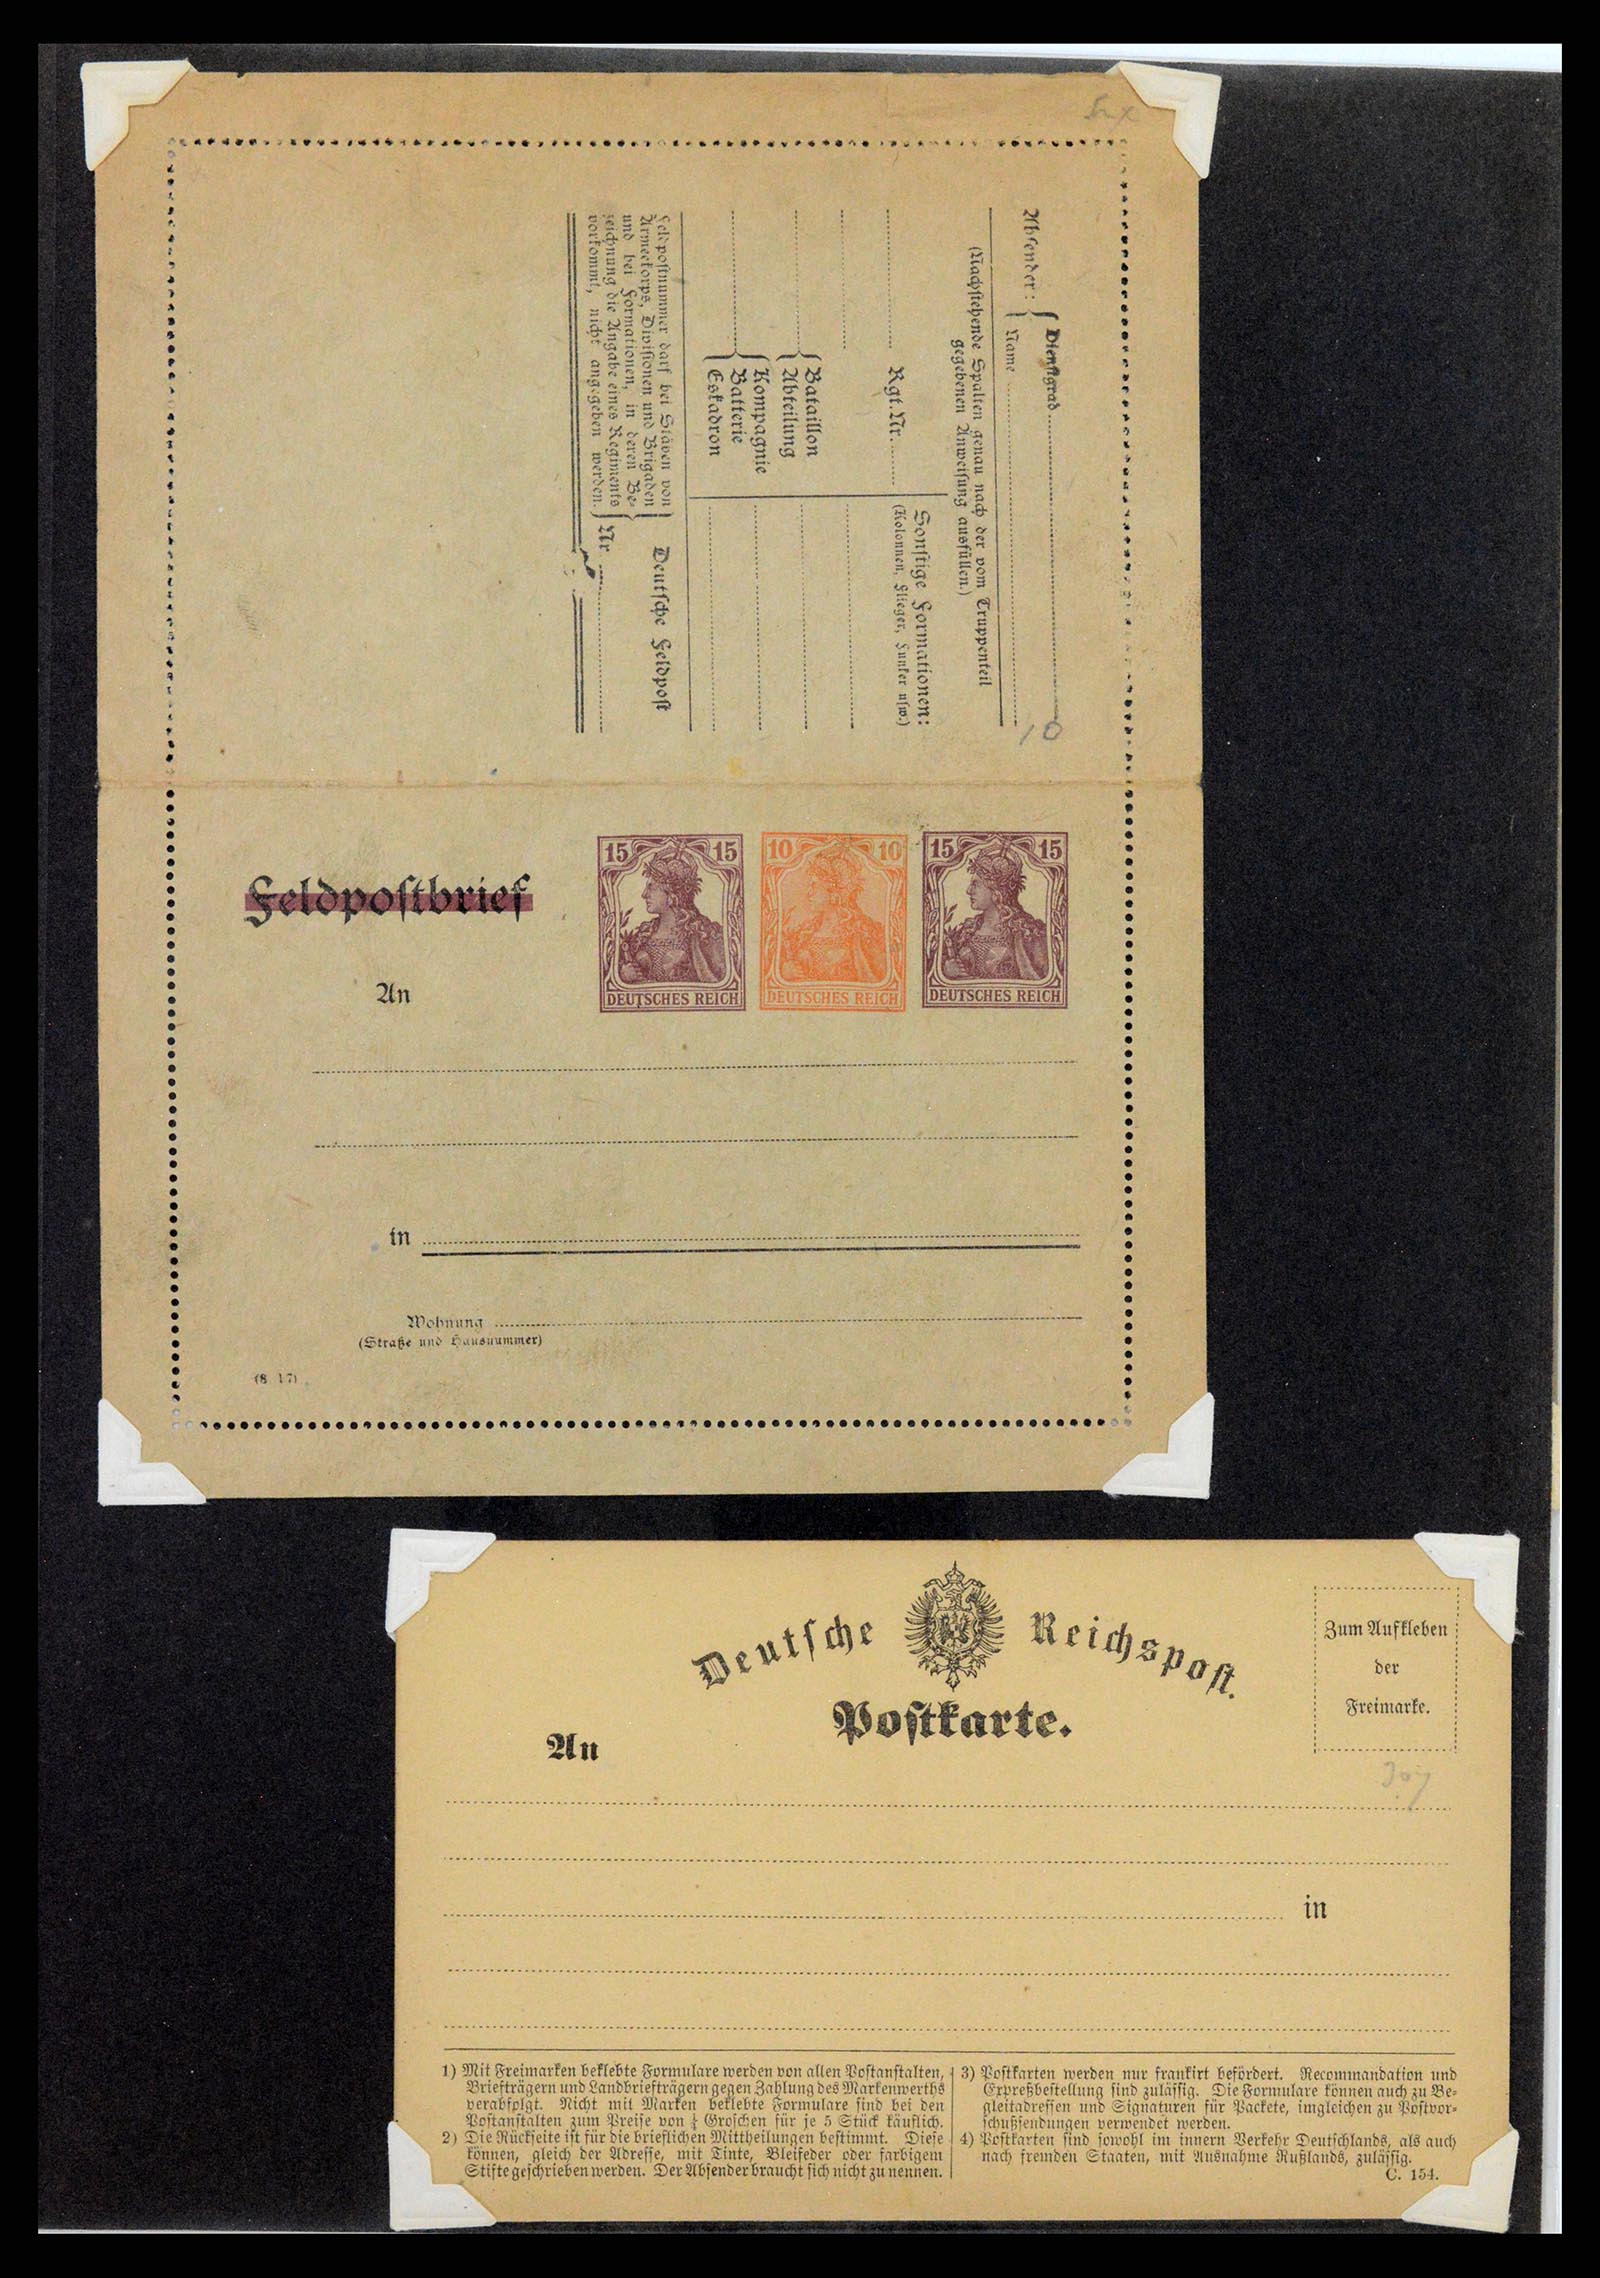 Absender: { Dienstgrad
Name
(Nachstehende Spalten genau nach der vom Truppenteil
gegebenen Anweisung ausfüllen.)
Rgt. Nr.
Bataillon
Abteilung
Kompagnie
Batterie
Eskadron
Sonstige Formationen:
(Kolonnen, Flieger, Funker usw.)
Feldpostnummer darf bei Stäben von
Armeekorps, Divisionen und Brigaden
und bei Formationen, in deren Be-
zeichnung die Angabe eines Regiments
vorkommt, nicht angegeben werden.
Deutsche Feldpost
Nr.
10
Feldpostbrief
15 15
DEUTSCHES REICH
10 10
DEUTSCHES REICH
15 15
DEUTSCHES REICH
An
in
Wohnung
(Straße und Hausnummer)
(8 17)
Deutsche Reichspost.
Postkarte.
Zum Aufkleben
der
Freimarke.
An
in
1) Mit Freimarken beklebte Formulare werden von allen Postanstalten,
Briefträgern und Landbriefträgern gegen Zahlung des Markenwerths
verabfolgt. Nicht mit Marken beklebte Formulare sind bei den
Postanstalten zum Preise von ¼ Groschen für je 5 Stück käuflich.
2) Die Rückseite ist für die brieflichen Mittheilungen bestimmt. Diese
können, gleich der Adresse, mit Tinte, Bleifeder oder farbigem
Stifte geschrieben werden. Der Absender braucht sich nicht zu nennen.
3) Postkarten werden nur frankirt befördert. Recommandation und
Expreßbestellung sind zulässig. Die Formulare können auch zu Be-
gleitadressen und Signaturen für Packete, imgleichen zu Postvor-
schußsendungen verwendet werden.
4) Postkarten sind sowohl im innern Verkehr Deutschlands, als auch
nach fremden Staaten, mit Ausnahme Rußlands, zulässig.
C. 154.